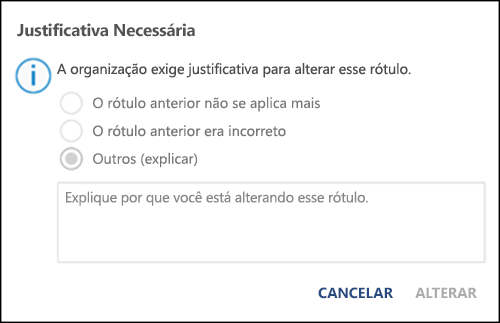 Justificativa Necessária
A organização exige justificativa para alterar esse rótulo.
O rótulo anterior não se aplica mais
O rótulo anterior era incorreto
Outros (explicar)
Explique por que você está alterando esse rótulo.
CANCELAR ALTERAR